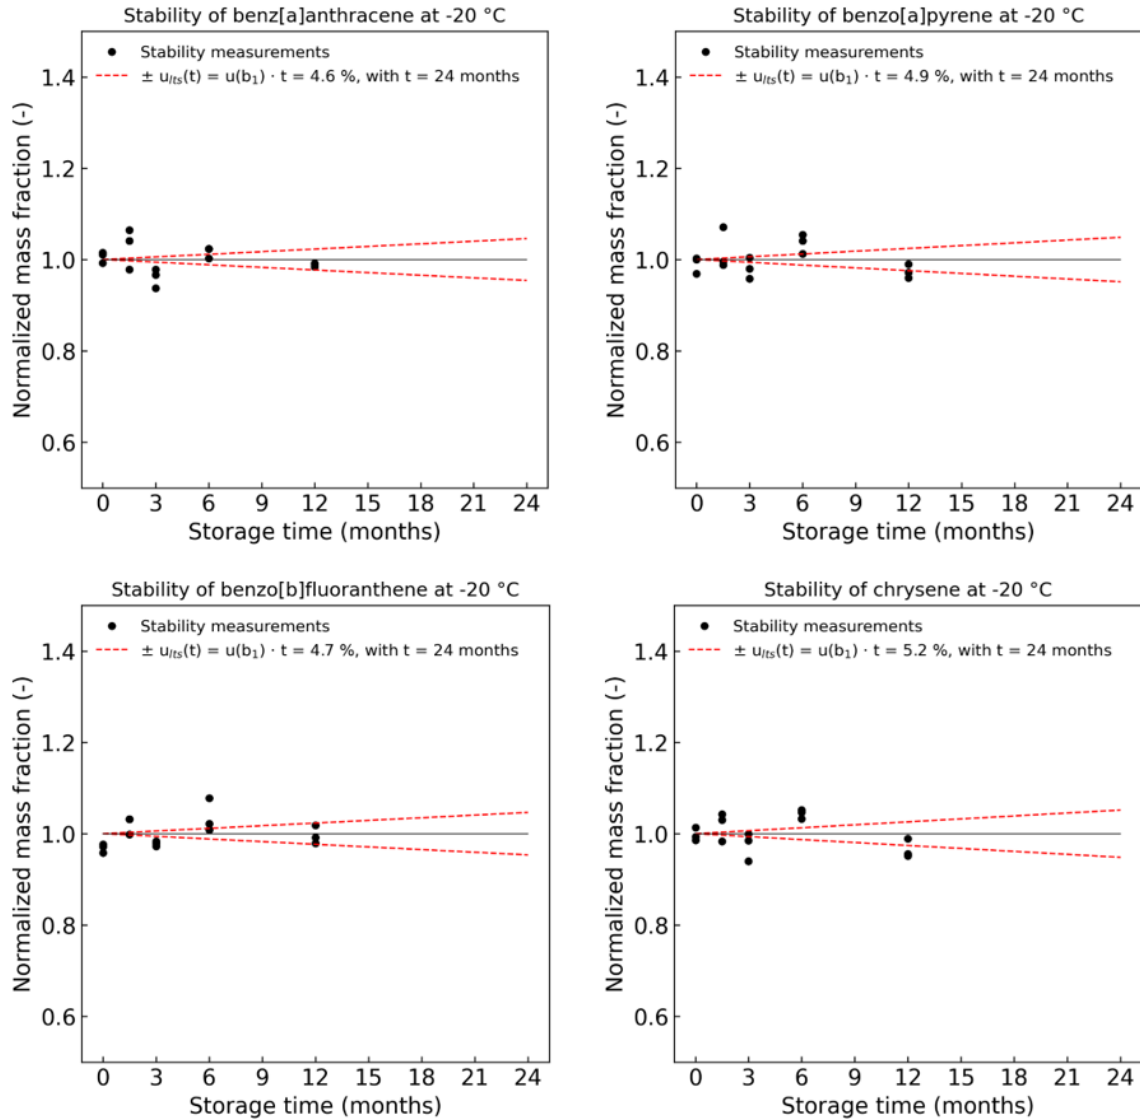 Stability of benz[a]anthracene at -20 °C
Stability measurements
± u_lts(t) = u(b₁) · t = 4.6 %, with t = 24 months
Normalized mass fraction (-)
1.4
1.2
1.0
0.8
0.6
0 3 6 9 12 15 18 21 24
Storage time (months)
Stability of benzo[a]pyrene at -20 °C
Stability measurements
± u_lts(t) = u(b₁) · t = 4.9 %, with t = 24 months
Normalized mass fraction (-)
1.4
1.2
1.0
0.8
0.6
0 3 6 9 12 15 18 21 24
Storage time (months)
Stability of benzo[b]fluoranthene at -20 °C
Stability measurements
± u_lts(t) = u(b₁) · t = 4.7 %, with t = 24 months
Normalized mass fraction (-)
1.4
1.2
1.0
0.8
0.6
0 3 6 9 12 15 18 21 24
Storage time (months)
Stability of chrysene at -20 °C
Stability measurements
± u_lts(t) = u(b₁) · t = 5.2 %, with t = 24 months
Normalized mass fraction (-)
1.4
1.2
1.0
0.8
0.6
0 3 6 9 12 15 18 21 24
Storage time (months)